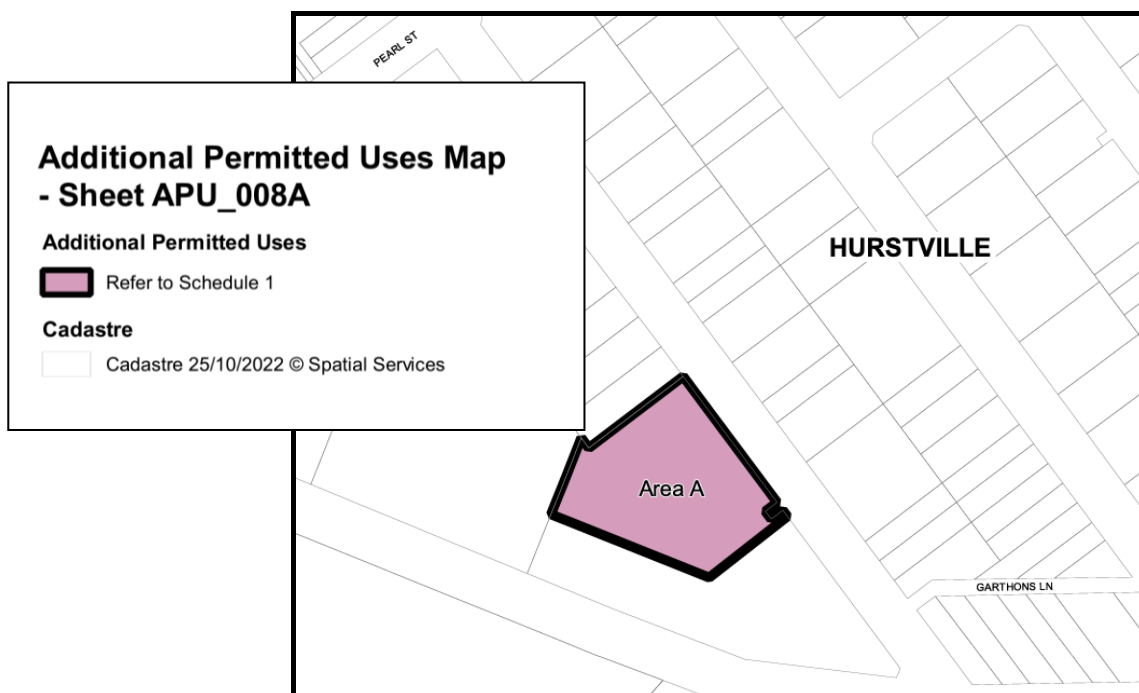 PEARL ST
Additional Permitted Uses Map
- Sheet APU_008A
Additional Permitted Uses
Refer to Schedule 1
Cadastre
Cadastre 25/10/2022 © Spatial Services
HURSTVILLE
Area A
GARTHONS LN